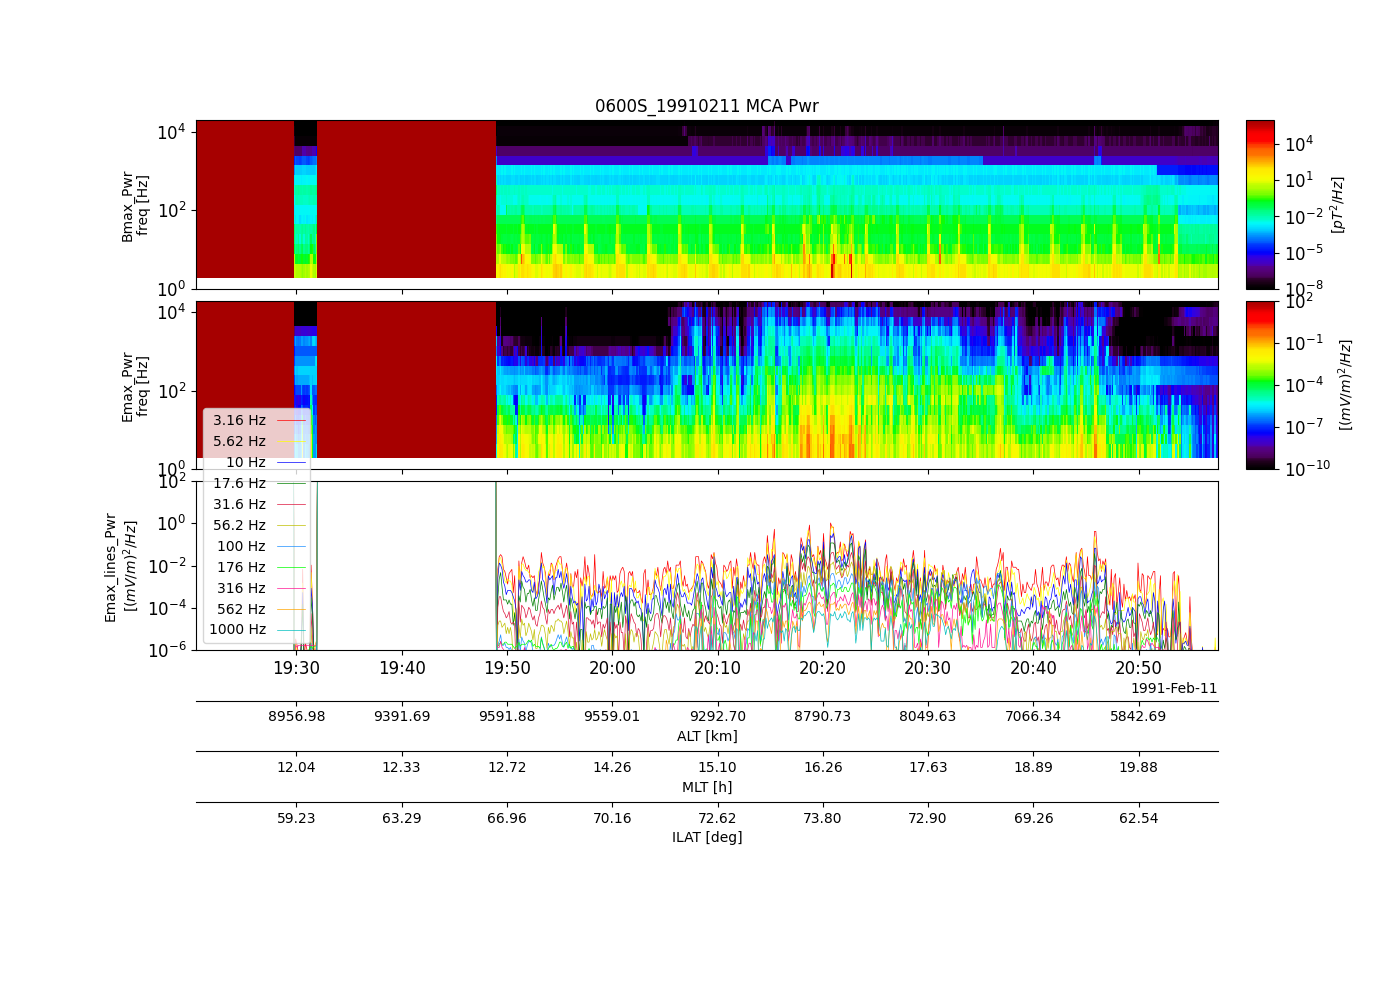 0600S_19910211 MCA Pwr
10^4
10^2
10^0
Bmax_Pwr
freq [Hz]
10^4
10^1
10^-2
10^-5
10^-8
[pT^2/Hz]
10^4
10^2
10^0
Emax_Pwr
freq [Hz]
10^2
10^-1
10^-4
10^-7
10^-10
[(mV/m)^2/Hz]
3.16 Hz
5.62 Hz
10 Hz
17.6 Hz
31.6 Hz
56.2 Hz
100 Hz
176 Hz
316 Hz
562 Hz
1000 Hz
10^2
10^0
10^-2
10^-4
10^-6
Emax_lines_Pwr
[(mV/m)^2/Hz]
19:30 19:40 19:50 20:00 20:10 20:20 20:30 20:40 20:50
1991-Feb-11
8956.98 9391.69 9591.88 9559.01 9292.70 8790.73 8049.63 7066.34 5842.69
ALT [km]
12.04 12.33 12.72 14.26 15.10 16.26 17.63 18.89 19.88
MLT [h]
59.23 63.29 66.96 70.16 72.62 73.80 72.90 69.26 62.54
ILAT [deg]